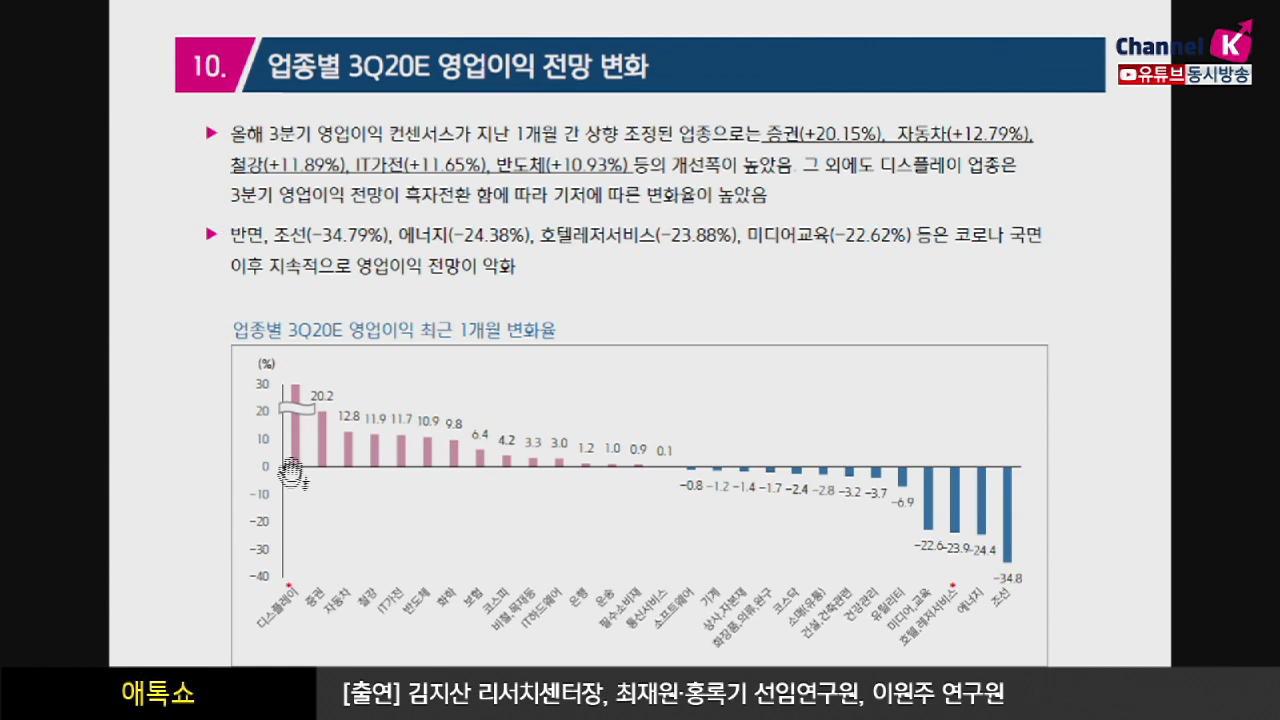 10.
업종별 3Q20E 영업이익 전망 변화
Channel K
유튜브동시방송
올해 3분기 영업이익 컨센서스가 지난 1개월 간 상향 조정된 업종으로는 증권(+20.15%), 자동차(+12.79%),
철강(+11.89%), IT가전(+11.65%), 반도체(+10.93%) 등의 개선폭이 높았음. 그 외에도 디스플레이 업종은
3분기 영업이익 전망이 흑자전환 함에 따라 기저에 따른 변화율이 높았음
반면, 조선(-34.79%), 에너지(-24.38%), 호텔레저서비스(-23.88%), 미디어교육(-22.62%) 등은 코로나 국면
이후 지속적으로 영업이익 전망이 악화
업종별 3Q20E 영업이익 최근 1개월 변화율
(%)
30
20
10
0
-10
-20
-30
-40
20.2
12.8
11.9
11.7
10.9
9.8
6.4
4.2
3.3
3.0
1.2
1.0
0.9
0.1
-0.8
-1.2
-1.4
-1.7
-2.4
-2.8
-3.2
-3.7
-6.9
-22.6
-23.9
-24.4
-34.8
디스플레이
증권
자동차
철강
IT가전
반도체
화학
보험
코스피
비철,목재등
IT하드웨어
은행
운송
필수소비재
통신서비스
소프트웨어
기계
상사,자본재
화장품,의류,완구
코스닥
소매(유통)
건설,건축관련
건강관리
유틸리티
미디어,교육
호텔,레저서비스
에너지
조선
애톡쇼
[출연] 김지산 리서치센터장, 최재원·홍록기 선임연구원, 이원주 연구원